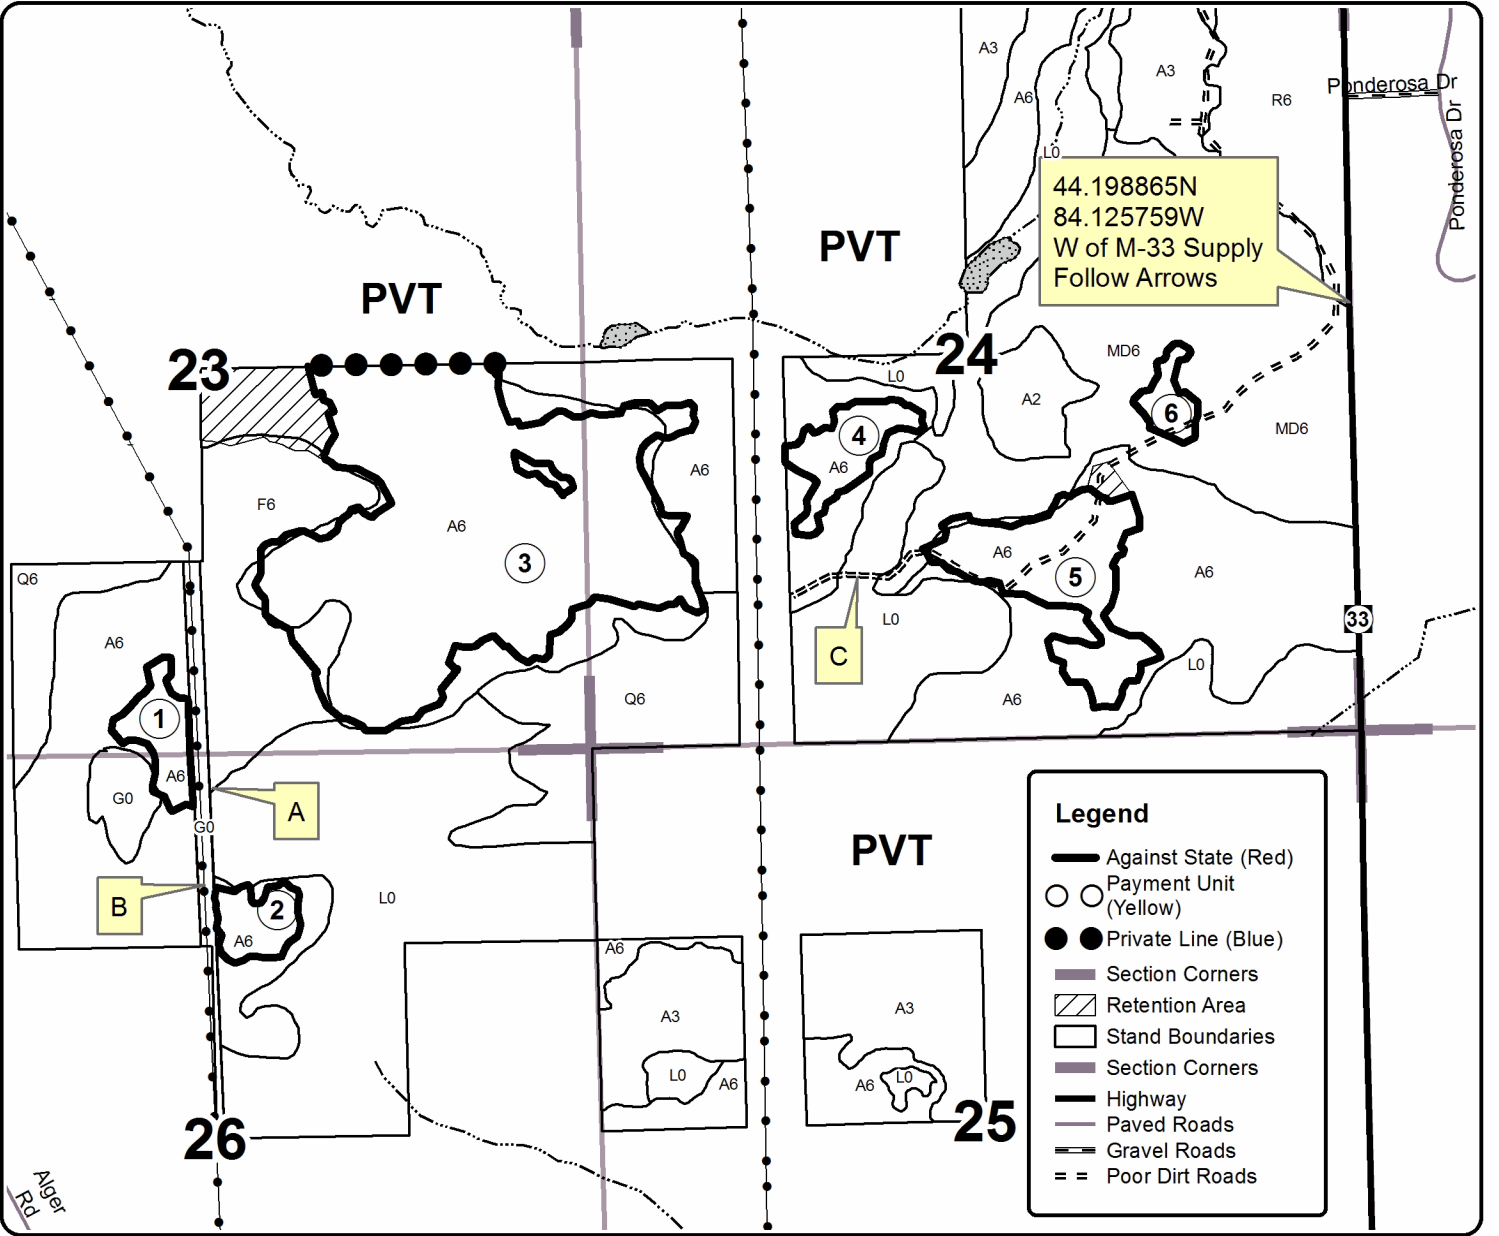 A3
A6
A3
R6
Ponderosa Dr
Ponderosa Dr
L0
44.198865N
84.125759W
W of M-33 Supply
Follow Arrows
PVT
PVT
23
24
L0
MD6
A2
6
MD6
4
A6
A6
F6
A6
3
A6
5
A6
Q6
33
L0
C
A6
L0
Q6
A6
1
A6
G0
A
G0
B
2
A6
L0
PVT
A6
A3
L0
A6
A3
A6
L0
25
26
Alger
Rd
Legend
Against State (Red)
Payment Unit
(Yellow)
Private Line (Blue)
Section Corners
Retention Area
Stand Boundaries
Section Corners
Highway
Paved Roads
Gravel Roads
Poor Dirt Roads